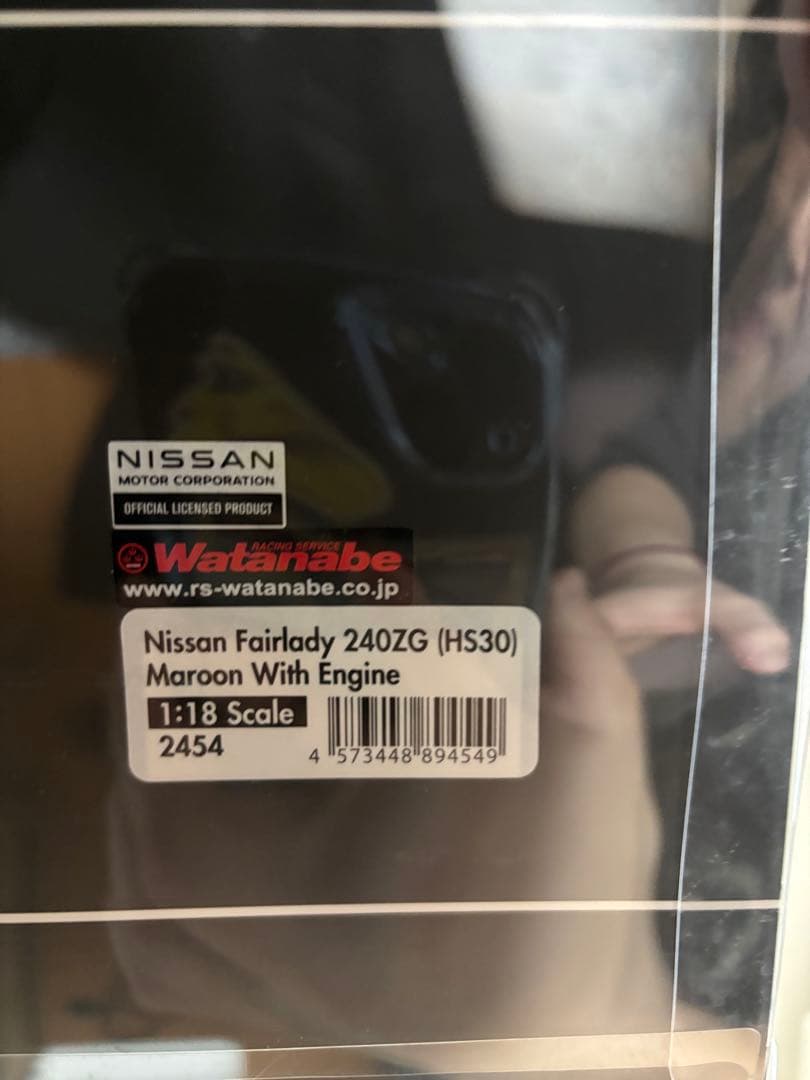 NISSAN
MOTOR CORPORATION
OFFICIAL LICENSED PRODUCT
RACING SERVICE
Watanabe
www.rs-watanabe.co.jp
Nissan Fairlady 240ZG (HS30)
Maroon With Engine
1:18 Scale
2454
4 573448 894549